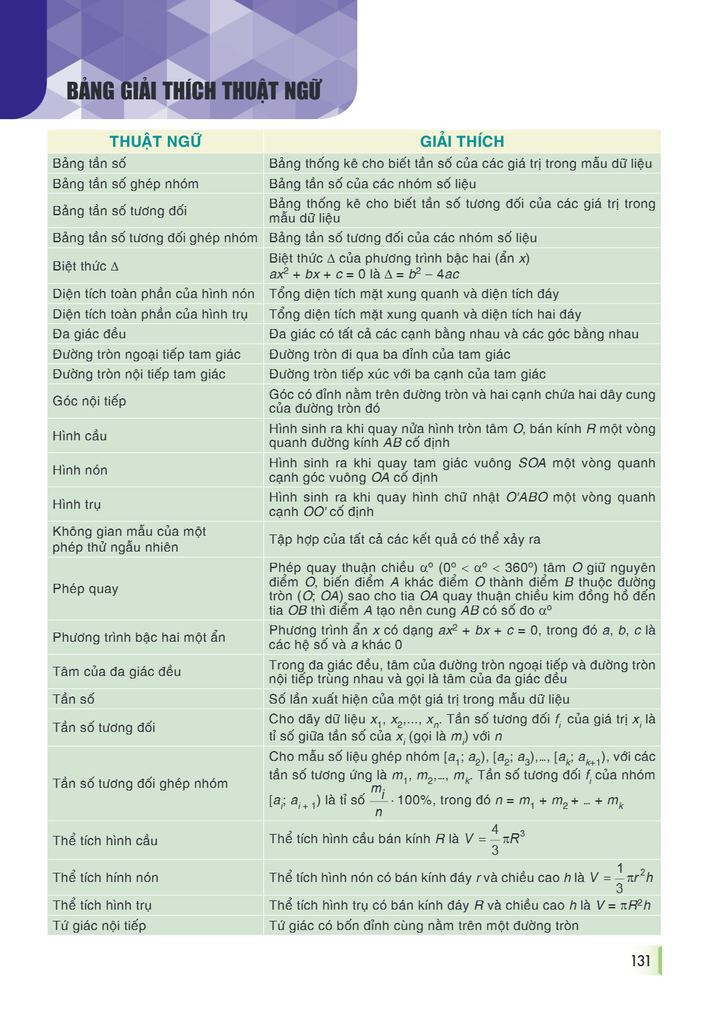 BẢNG GIẢI THÍCH THUẬT NGỮ
THUẬT NGỮ GIẢI THÍCH
Bảng tần số Bảng thống kê cho biết tần số của các giá trị trong mẫu dữ liệu
Bảng tần số ghép nhóm Bảng tần số của các nhóm số liệu
Bảng tần số tương đối Bảng thống kê cho biết tần số tương đối của các giá trị trong
mẫu dữ liệu
Bảng tần số tương đối ghép nhóm Bảng tần số tương đối của các nhóm số liệu
Biệt thức Δ Biệt thức Δ của phương trình bậc hai (ẩn x)
ax² + bx + c = 0 là Δ = b² – 4ac
Diện tích toàn phần của hình nón Tổng diện tích mặt xung quanh và diện tích đáy
Diện tích toàn phần của hình trụ Tổng diện tích mặt xung quanh và diện tích hai đáy
Đa giác đều Đa giác có tất cả các cạnh bằng nhau và các góc bằng nhau
Đường tròn ngoại tiếp tam giác Đường tròn đi qua ba đỉnh của tam giác
Đường tròn nội tiếp tam giác Đường tròn tiếp xúc với ba cạnh của tam giác
Góc nội tiếp Góc có đỉnh nằm trên đường tròn và hai cạnh chứa hai dây cung
của đường tròn đó
Hình cầu Hình sinh ra khi quay nửa hình tròn tâm O, bán kính R một vòng
quanh đường kính AB cố định
Hình nón Hình sinh ra khi quay tam giác vuông SOA một vòng quanh
cạnh góc vuông OA cố định
Hình trụ Hình sinh ra khi quay hình chữ nhật O'ABO một vòng quanh
cạnh OO' cố định
Không gian mẫu của một
phép thử ngẫu nhiên Tập hợp của tất cả các kết quả có thể xảy ra
Phép quay Phép quay thuận chiều αº (0º < αº < 360º) tâm O giữ nguyên
điểm O, biến điểm A khác điểm O thành điểm B thuộc đường
tròn (O; OA) sao cho tia OA quay thuận chiều kim đồng hồ đến
tia OB thì điểm A tạo nên cung AB có số đo αº
Phương trình bậc hai một ẩn Phương trình ẩn x có dạng ax² + bx + c = 0, trong đó a, b, c là
các hệ số và a khác 0
Tâm của đa giác đều Trong đa giác đều, tâm của đường tròn ngoại tiếp và đường tròn
nội tiếp trùng nhau và gọi là tâm của đa giác đều
Tần số Số lần xuất hiện của một giá trị trong mẫu dữ liệu
Tần số tương đối Cho dãy dữ liệu x₁, x₂,..., xₙ. Tần số tương đối fᵢ của giá trị xᵢ là
tỉ số giữa tần số của xᵢ (gọi là mᵢ) với n
Tần số tương đối ghép nhóm Cho mẫu số liệu ghép nhóm [a₁; a₂), [a₂; a₃),..., [aₖ; aₖ₊₁), với các
tần số tương ứng là m₁, m₂,..., mₖ. Tần số tương đối fᵢ của nhóm
[aᵢ; aᵢ ₊ ₁) là tỉ số mᵢ/n · 100%, trong đó n = m₁ + m₂ + ... + mₖ
Thể tích hình cầu Thể tích hình cầu bán kính R là V = 4/3 πR³
Thể tích hính nón Thể tích hình nón có bán kính đáy r và chiều cao h là V = 1/3 πr²h
Thể tích hình trụ Thể tích hình trụ có bán kính đáy R và chiều cao h là V = πR²h
Tứ giác nội tiếp Tứ giác có bốn đỉnh cùng nằm trên một đường tròn
131